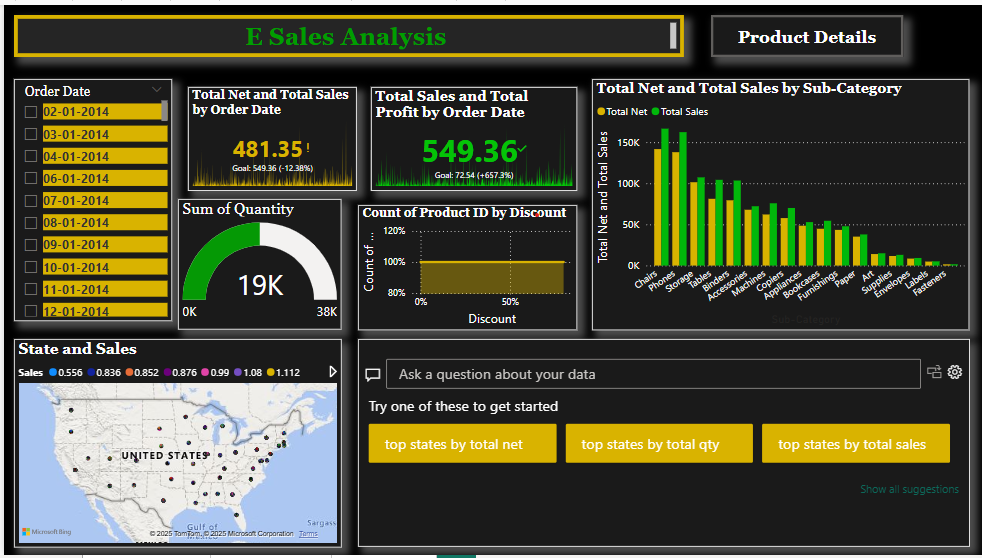 E Sales Analysis
Product Details
Order Date
02-01-2014
03-01-2014
04-01-2014
06-01-2014
07-01-2014
08-01-2014
09-01-2014
10-01-2014
11-01-2014
12-01-2014
Total Net and Total Sales
by Order Date
481.35!
Goal: 549.36 (-12.38%)
Total Sales and Total
Profit by Order Date
549.36
Goal: 72.54 (+657.3%)
Total Net and Total Sales by Sub-Category
Total Net Total Sales
Total Net and Total Sales
150K
100K
50K
0K
Chairs
Phones
Storage
Tables
Binders
Accessories
Machines
Copiers
Appliances
Bookcases
Furnishings
Paper
Art
Supplies
Envelopes
Labels
Fasteners
Sub-Category
Sum of Quantity
19K
0K 38K
Count of Product ID by Discount
Count of ...
120%
100%
80%
0% 50%
Discount
State and Sales
Sales 0.556 0.836 0.852 0.876 0.99 1.08 1.112
UNITED STATES
Gulf of
Mexico
Sargass
MEXICO
Microsoft Bing
© 2025 TomTom, © 2025 Microsoft Corporation Terms
Ask a question about your data
Try one of these to get started
top states by total net
top states by total qty
top states by total sales
Show all suggestions